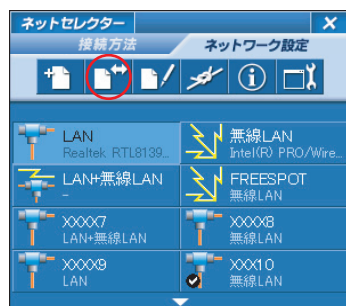 ネットセレクター X
接続方法 ネットワーク設定
LAN
Realtek RTL8139...
無線LAN
Intel(R) PRO/Wire...
LAN+無線LAN
-
FREESPOT
無線LAN
XXXX7
LAN+無線LAN
XXXX8
無線LAN
XXXX9
LAN
XXX10
無線LAN